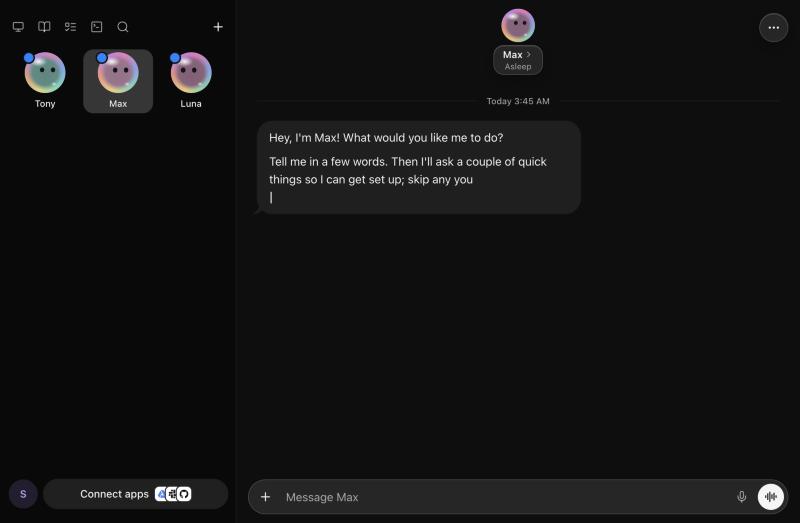 Tony
Max
Luna
Max
Asleep
Today 3:45 AM
Hey, I'm Max! What would you like me to do?
Tell me in a few words. Then I'll ask a couple of quick
things so I can get set up; skip any you
S
Connect apps
Message Max